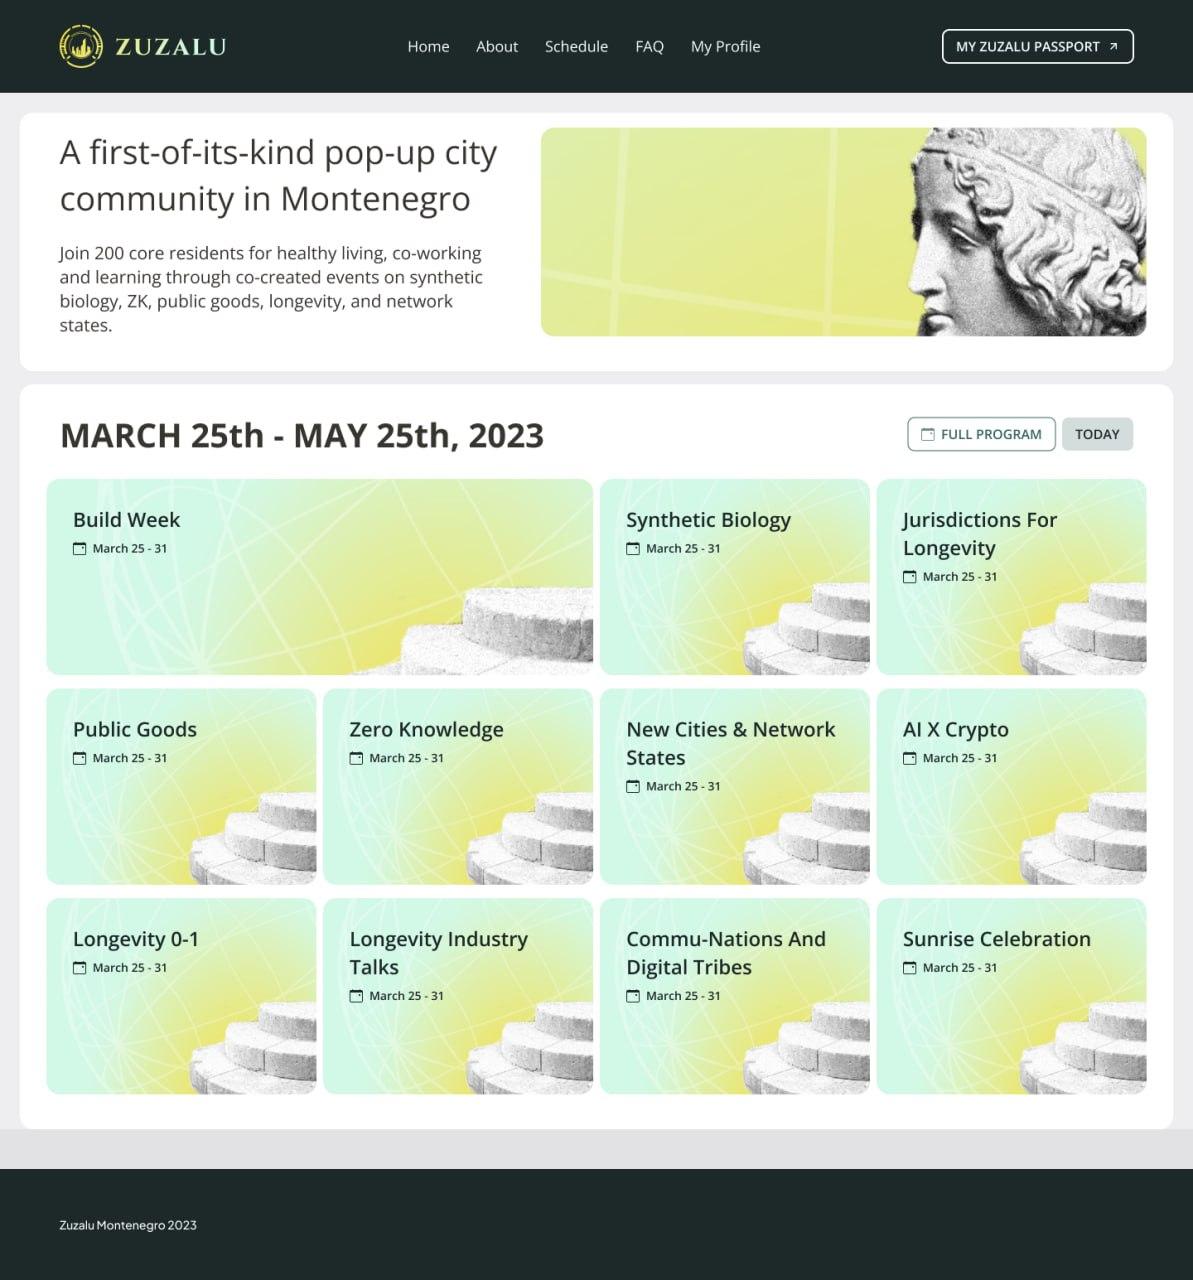 ZUZALU
Home
About
Schedule
FAQ
My Profile
MY ZUZALU PASSPORT
A first-of-its-kind pop-up city
community in Montenegro
Join 200 core residents for healthy living, co-working
and learning through co-created events on synthetic
biology, ZK, public goods, longevity, and network
states.
MARCH 25th - MAY 25th, 2023
FULL PROGRAM
TODAY
Build Week
March 25 - 31
Synthetic Biology
March 25 - 31
Jurisdictions For
Longevity
March 25 - 31
Public Goods
March 25 - 31
Zero Knowledge
March 25 - 31
New Cities & Network
States
March 25 - 31
AI X Crypto
March 25 - 31
Longevity 0-1
March 25 - 31
Longevity Industry
Talks
March 25 - 31
Commu-Nations And
Digital Tribes
March 25 - 31
Sunrise Celebration
March 25 - 31
Zuzalu Montenegro 2023